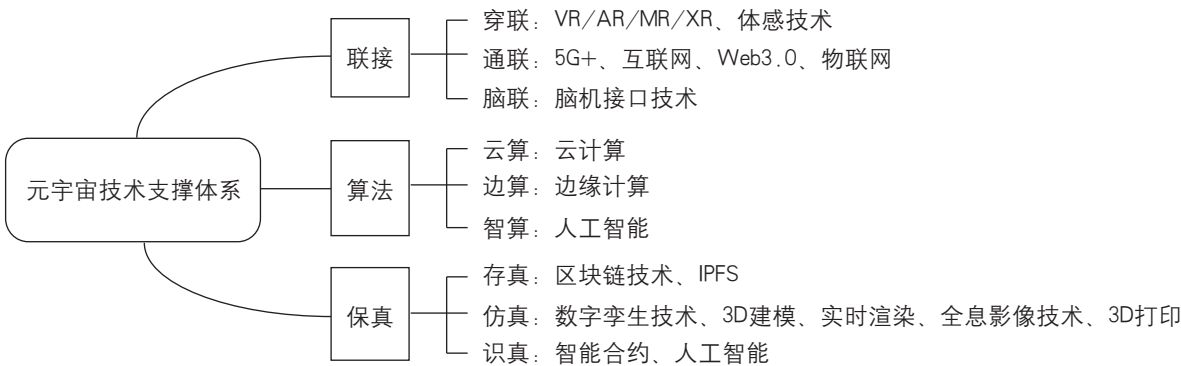 联接
穿联：VR/AR/MR/XR、体感技术
通联：5G+、互联网、Web3.0、物联网
脑联：脑机接口技术
元宇宙技术支撑体系
算法
云算：云计算
边算：边缘计算
智算：人工智能
保真
存真：区块链技术、IPFS
仿真：数字孪生技术、3D建模、实时渲染、全息影像技术、3D打印
识真：智能合约、人工智能